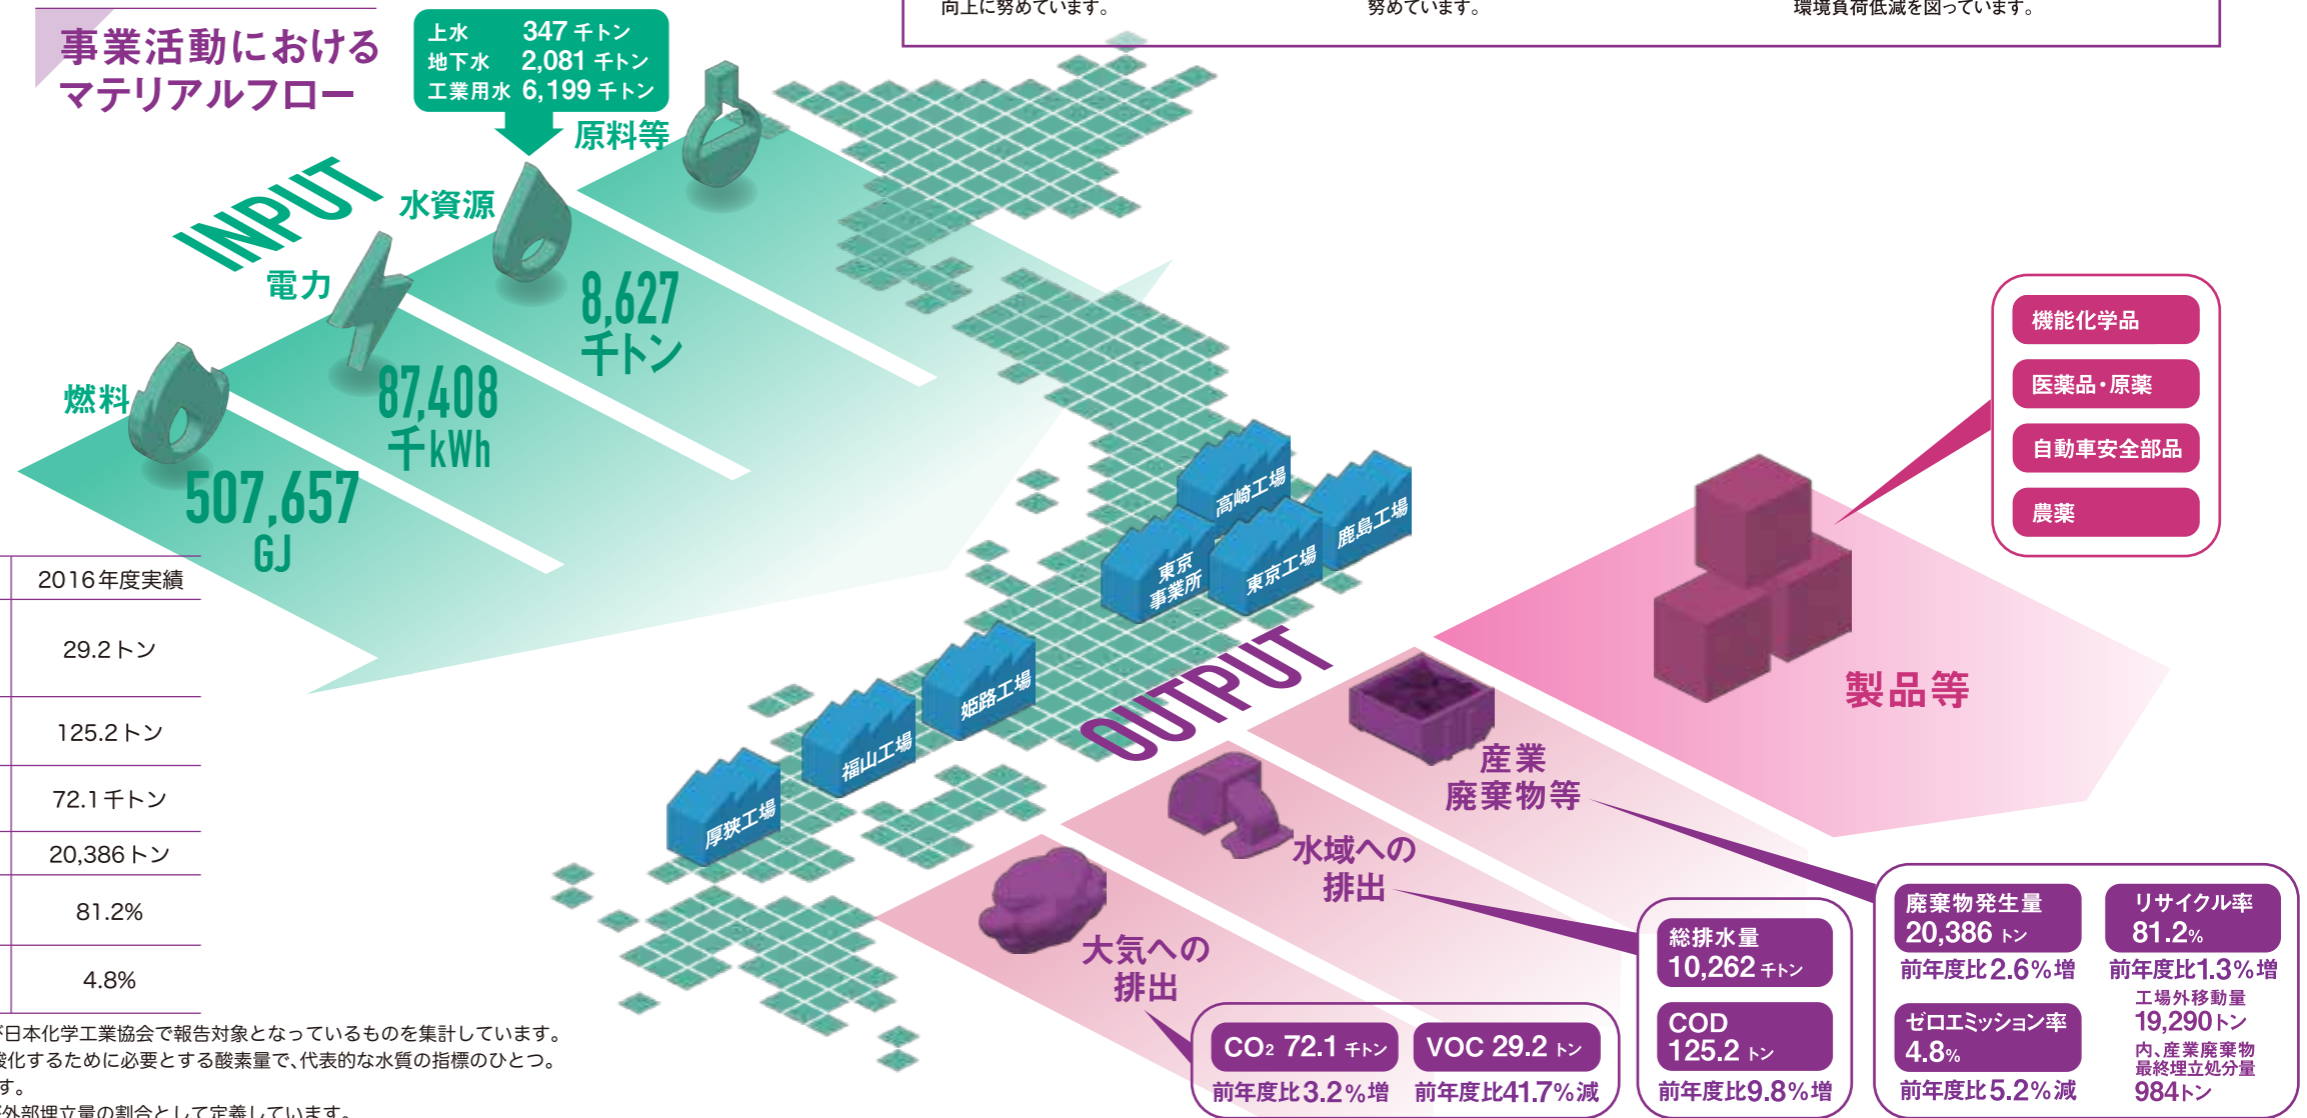 向上に努めています。
努めています。
環境負荷低減を図っています。
事業活動における
マテリアルフロー
上水 347 千トン
地下水 2,081 千トン
工業用水 6,199 千トン
INPUT
原料等
水資源
8,627
千トン
電力
87,408
千kWh
燃料
507,657
GJ
2016年度実績
29.2トン
125.2トン
72.1千トン
20,386トン
81.2%
4.8%
日本化学工業協会で報告対象となっているものを集計しています。
酸化するために必要とする酸素量で、代表的な水質の指標のひとつ。
す。
外部埋立量の割合として定義しています。
高崎工場
鹿島工場
東京
事業所
東京工場
姫路工場
福山工場
厚狭工場
OUTPUT
機能化学品
医薬品・原薬
自動車安全部品
農薬
製品等
産業
廃棄物等
水域への
排出
大気への
排出
CO2 72.1 千トン
前年度比3.2%増
VOC 29.2 トン
前年度比41.7%減
総排水量
10,262 千トン
COD
125.2 トン
前年度比9.8%増
廃棄物発生量
20,386 トン
前年度比2.6%増
ゼロエミッション率
4.8%
前年度比5.2%減
リサイクル率
81.2%
前年度比1.3%増
工場外移動量
19,290トン
内、産業廃棄物
最終埋立処分量
984トン